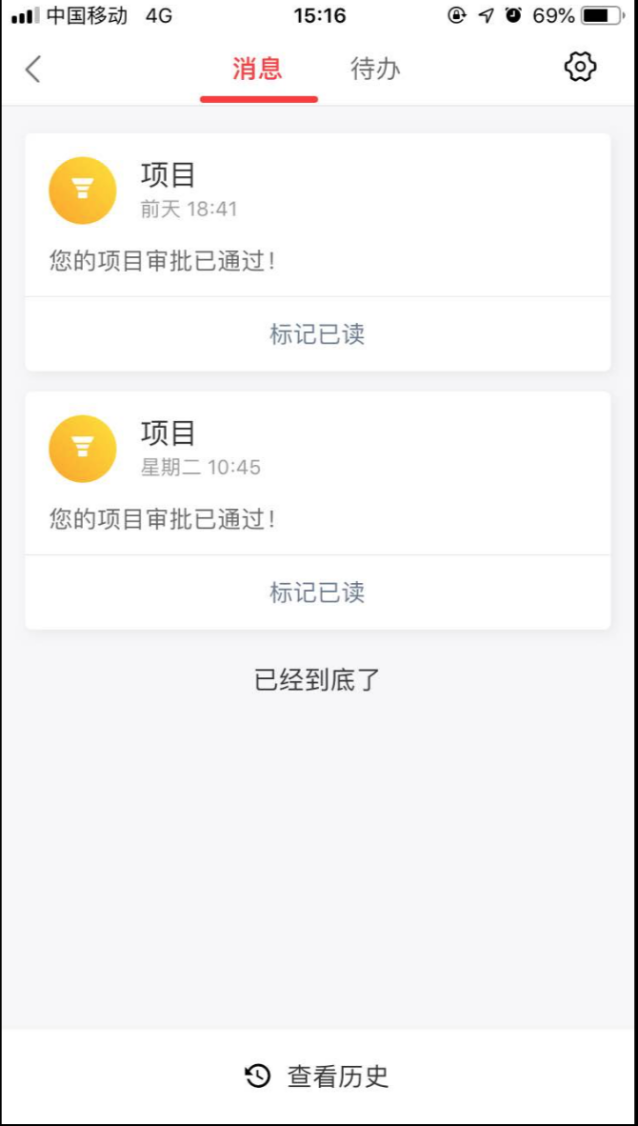 中国移动 4G 15:16 69%
消息 待办
项目
前天 18:41
您的项目审批已通过！
标记已读
项目
星期二 10:45
您的项目审批已通过！
标记已读
已经到底了
查看历史